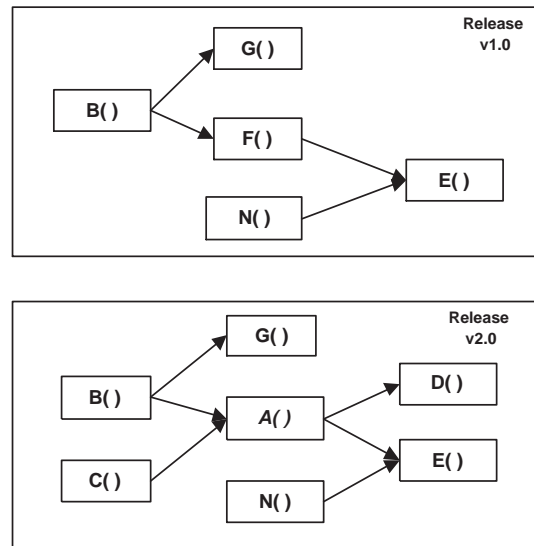 Release
v1.0
G( )
B( )
F( )
E( )
N( )
Release
v2.0
G( )
D( )
B( )
A( )
E( )
C( )
N( )